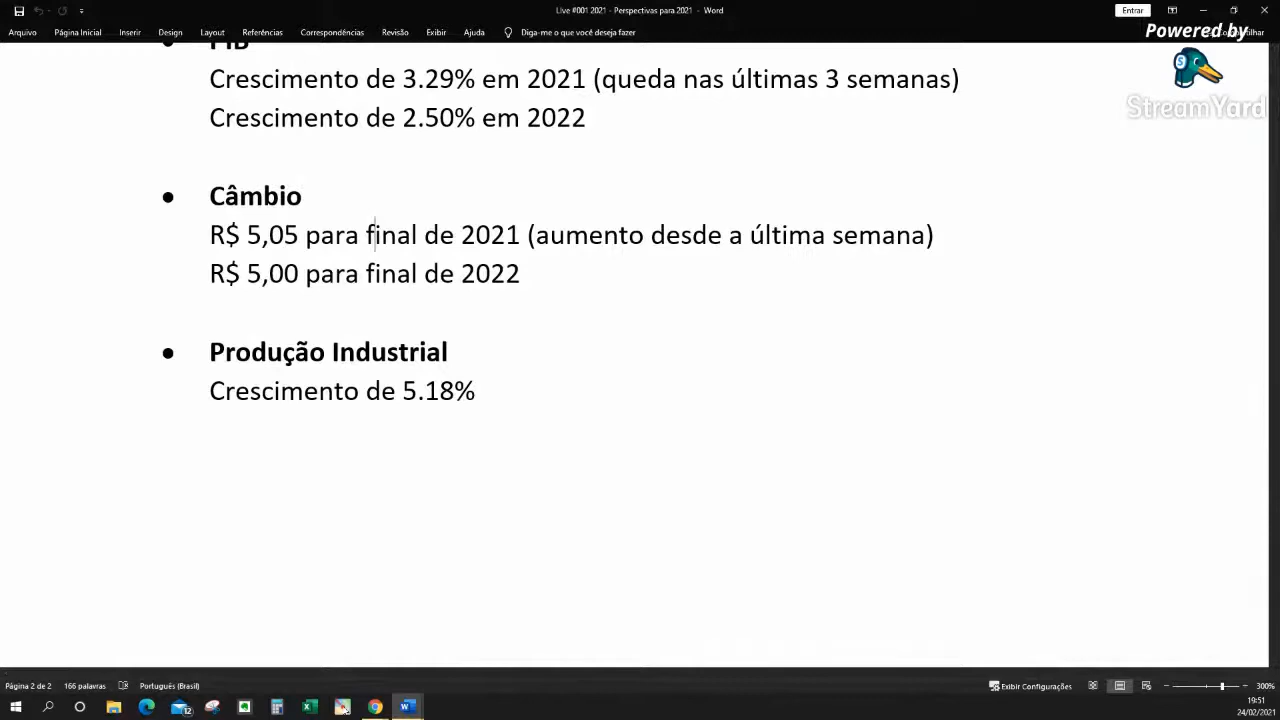 Live #001 2021 - Perspectivas para 2021 - Word
Entrar
Arquivo Página Inicial Inserir Design Layout Referências Correspondências Revisão Exibir Ajuda Diga-me o que você deseja fazer
Powered by
StreamYard
• PIB
Crescimento de 3.29% em 2021 (queda nas últimas 3 semanas)
Crescimento de 2.50% em 2022
• Câmbio
R$ 5,05 para final de 2021 (aumento desde a última semana)
R$ 5,00 para final de 2022
• Produção Industrial
Crescimento de 5.18%
Página 2 de 2 166 palavras Português (Brasil) Exibir Configurações 300%
12
19:51
24/02/2021